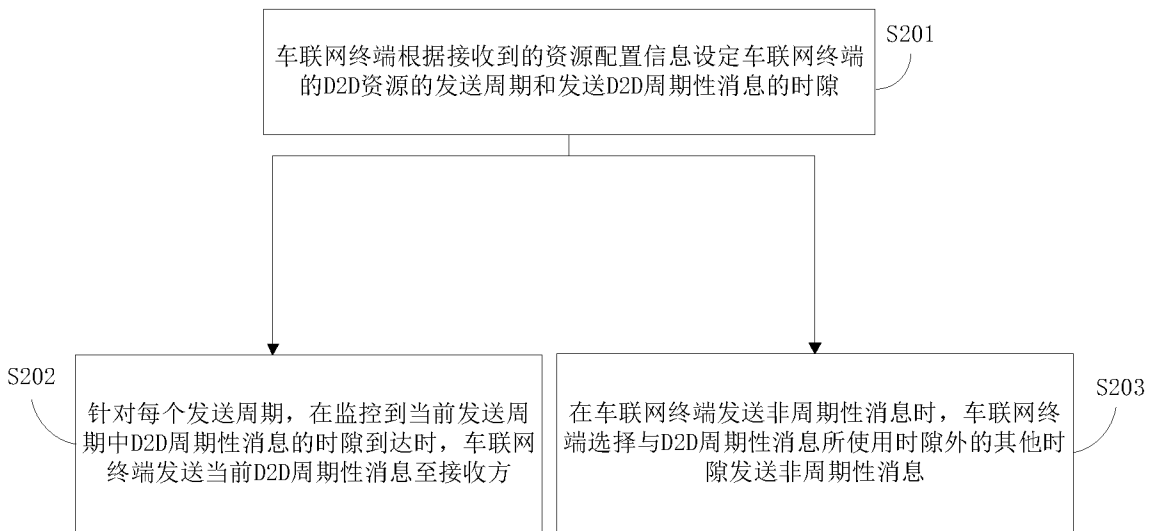 S201
车联网终端根据接收到的资源配置信息设定车联网终端
的D2D资源的发送周期和发送D2D周期性消息的时隙
S202
针对每个发送周期，在监控到当前发送周
期中D2D周期性消息的时隙到达时，车联网
终端发送当前D2D周期性消息至接收方
S203
在车联网终端发送非周期性消息时，车联网终
端选择与D2D周期性消息所使用时隙外的其他时
隙发送非周期性消息